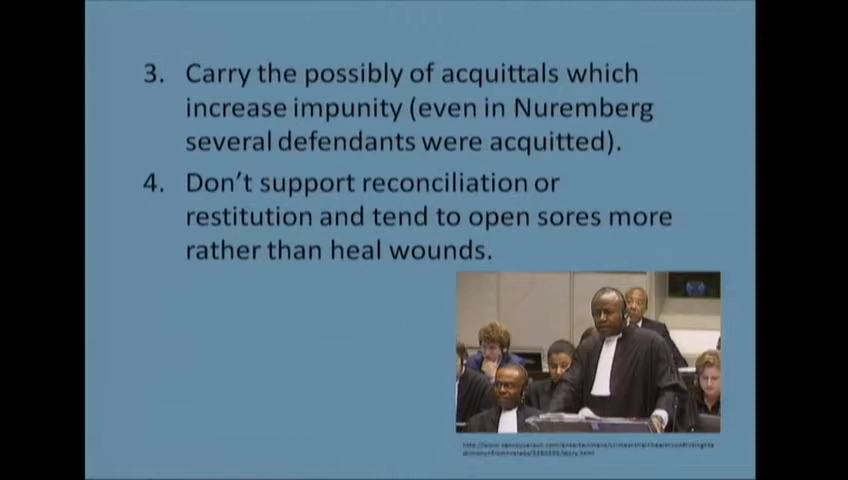 3. Carry the possibly of acquittals which
increase impunity (even in Nuremberg
several defendants were acquitted).
4. Don't support reconciliation or
restitution and tend to open sores more
rather than heal wounds.